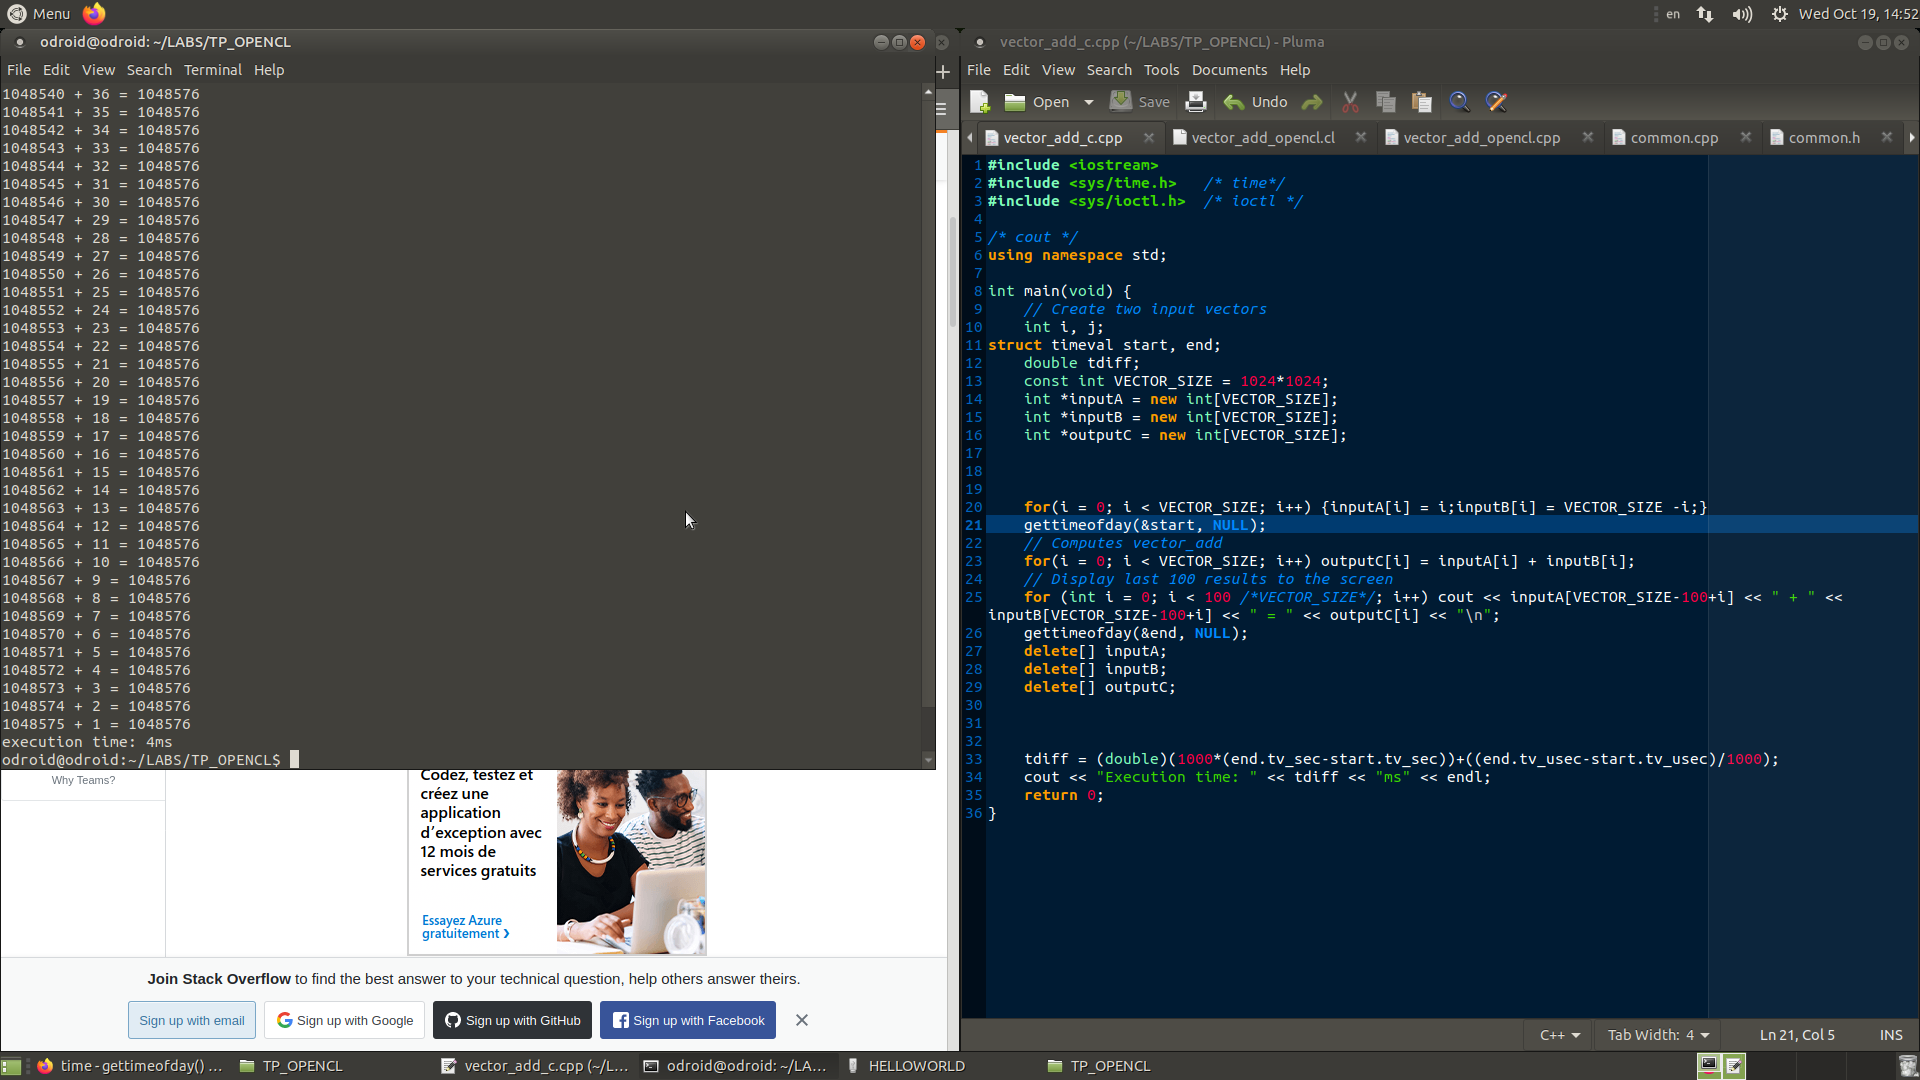 Menu
en
Wed Oct 19, 14:52
odroid@odroid: ~/LABS/TP_OPENCL
File Edit View Search Terminal Help
1048540 + 36 = 1048576
1048541 + 35 = 1048576
1048542 + 34 = 1048576
1048543 + 33 = 1048576
1048544 + 32 = 1048576
1048545 + 31 = 1048576
1048546 + 30 = 1048576
1048547 + 29 = 1048576
1048548 + 28 = 1048576
1048549 + 27 = 1048576
1048550 + 26 = 1048576
1048551 + 25 = 1048576
1048552 + 24 = 1048576
1048553 + 23 = 1048576
1048554 + 22 = 1048576
1048555 + 21 = 1048576
1048556 + 20 = 1048576
1048557 + 19 = 1048576
1048558 + 18 = 1048576
1048559 + 17 = 1048576
1048560 + 16 = 1048576
1048561 + 15 = 1048576
1048562 + 14 = 1048576
1048563 + 13 = 1048576
1048564 + 12 = 1048576
1048565 + 11 = 1048576
1048566 + 10 = 1048576
1048567 + 9 = 1048576
1048568 + 8 = 1048576
1048569 + 7 = 1048576
1048570 + 6 = 1048576
1048571 + 5 = 1048576
1048572 + 4 = 1048576
1048573 + 3 = 1048576
1048574 + 2 = 1048576
1048575 + 1 = 1048576
execution time: 4ms
odroid@odroid:~/LABS/TP_OPENCL$
Why Teams?
Codez, testez et
créez une
application
d’exception avec
12 mois de
services gratuits
Essayez Azure
gratuitement ❯
Join Stack Overflow to find the best answer to your technical question, help others answer theirs.
Sign up with email
Sign up with Google
Sign up with GitHub
Sign up with Facebook
vector_add_c.cpp (~/LABS/TP_OPENCL) - Pluma
File Edit View Search Tools Documents Help
Open Save Undo
vector_add_c.cpp vector_add_opencl.cl vector_add_opencl.cpp common.cpp common.h
1 #include <iostream>
2 #include <sys/time.h>   /* time*/
3 #include <sys/ioctl.h>  /* ioctl */
4
5 /* cout */
6 using namespace std;
7
8 int main(void) {
9     // Create two input vectors
10     int i, j;
11 struct timeval start, end;
12     double tdiff;
13     const int VECTOR_SIZE = 1024*1024;
14     int *inputA = new int[VECTOR_SIZE];
15     int *inputB = new int[VECTOR_SIZE];
16     int *outputC = new int[VECTOR_SIZE];
17
18
19
20     for(i = 0; i < VECTOR_SIZE; i++) {inputA[i] = i;inputB[i] = VECTOR_SIZE -i;}
21     gettimeofday(&start, NULL);
22     // Computes vector_add
23     for(i = 0; i < VECTOR_SIZE; i++) outputC[i] = inputA[i] + inputB[i];
24     // Display last 100 results to the screen
25     for (int i = 0; i < 100 /*VECTOR_SIZE*/; i++) cout << inputA[VECTOR_SIZE-100+i] << " + " <<
inputB[VECTOR_SIZE-100+i] << " = " << outputC[i] << "\n";
26     gettimeofday(&end, NULL);
27     delete[] inputA;
28     delete[] inputB;
29     delete[] outputC;
30
31
32
33     tdiff = (double)(1000*(end.tv_sec-start.tv_sec))+((end.tv_usec-start.tv_usec)/1000);
34     cout << "Execution time: " << tdiff << "ms" << endl;
35     return 0;
36 }
C++ Tab Width: 4 Ln 21, Col 5 INS
time - gettimeofday() ...
TP_OPENCL
vector_add_c.cpp (~/L...
odroid@odroid: ~/LA...
HELLOWORLD
TP_OPENCL